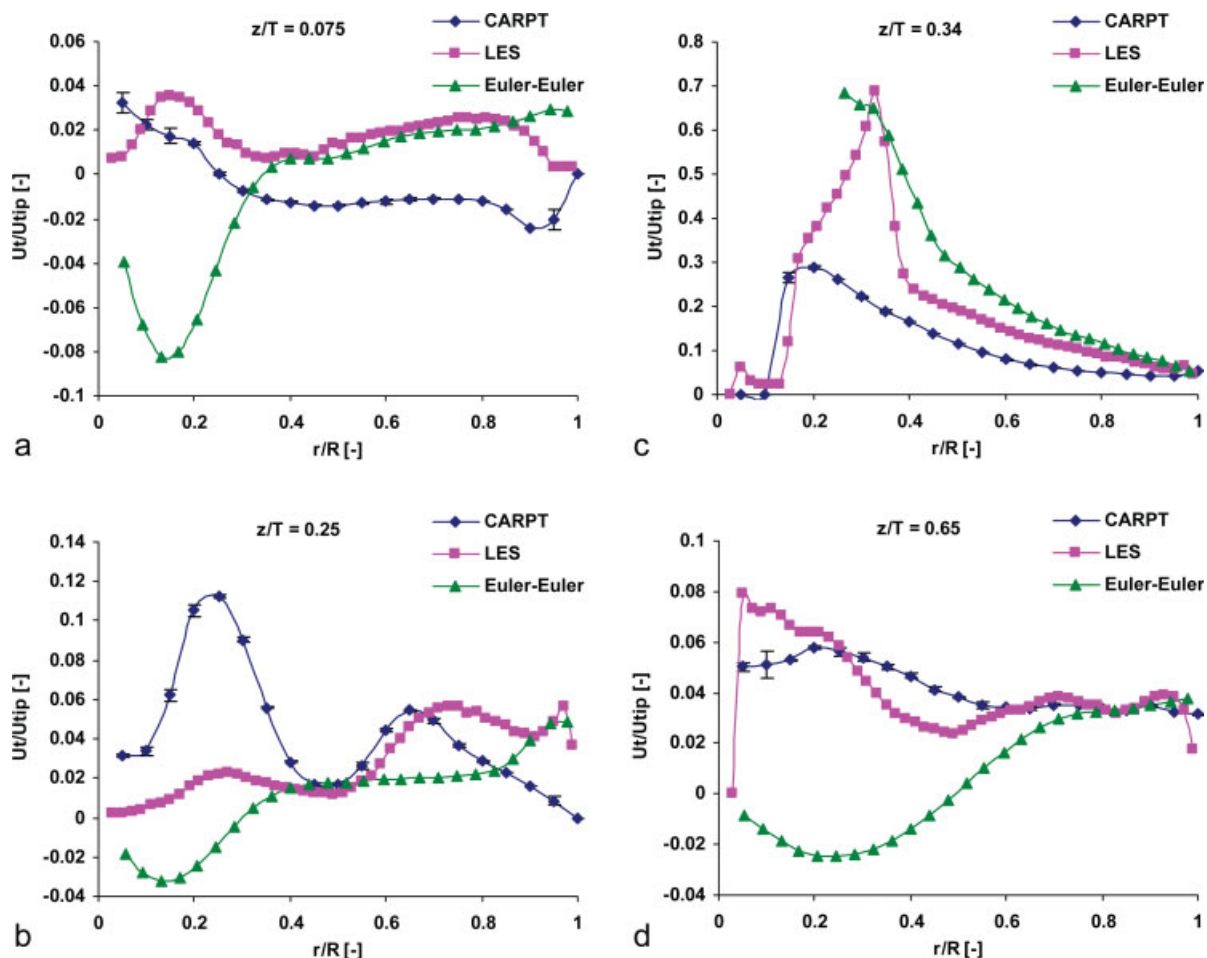 z/T = 0.075
CARPT
LES
Euler-Euler
Ut/Utip [-]
0.06
0.04
0.02
0
-0.02
-0.04
-0.06
-0.08
-0.1
0 0.2 0.4 0.6 0.8 1
r/R [-]
a
z/T = 0.34
CARPT
LES
Euler-Euler
Ut/Utip [-]
0.8
0.7
0.6
0.5
0.4
0.3
0.2
0.1
0
0 0.2 0.4 0.6 0.8 1
r/R [-]
c
z/T = 0.25
CARPT
LES
Euler-Euler
Ut/Utip [-]
0.14
0.12
0.1
0.08
0.06
0.04
0.02
0
-0.02
-0.04
0 0.2 0.4 0.6 0.8 1
r/R [-]
b
z/T = 0.65
CARPT
LES
Euler-Euler
Ut/Utip [-]
0.1
0.08
0.06
0.04
0.02
0
-0.02
-0.04
0 0.2 0.4 0.6 0.8 1
r/R [-]
d